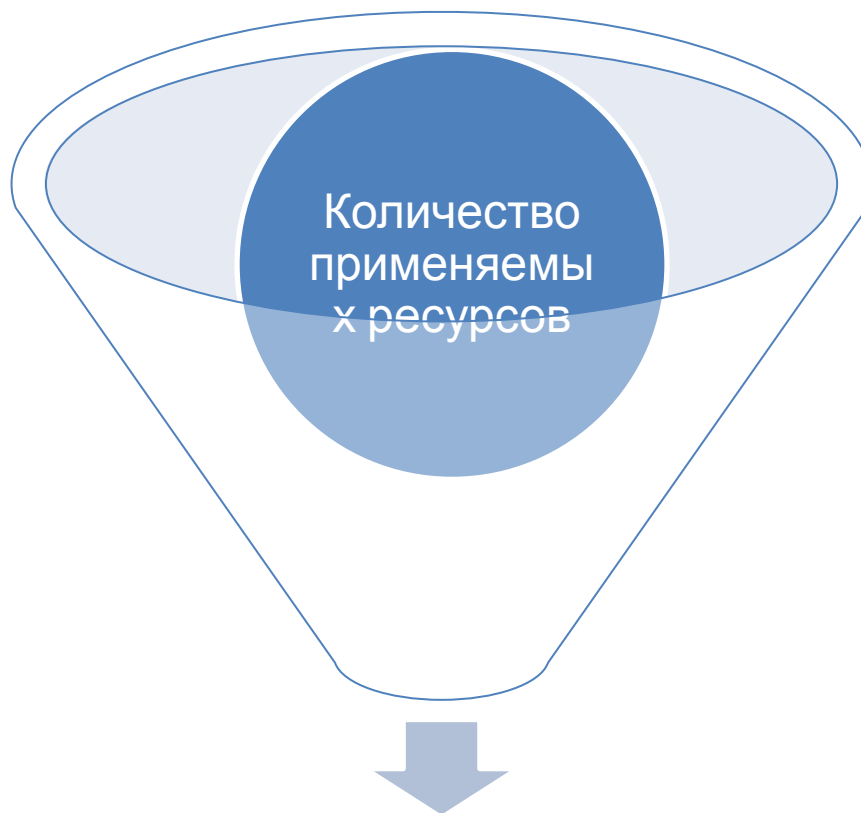 Количество
применяемы
х ресурсов